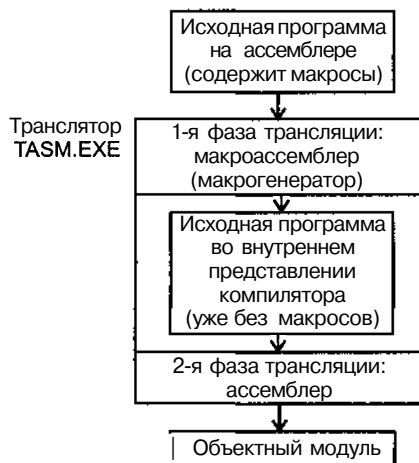 Исходная программа
на ассемблере
(содержит макросы)
Транслятор
TASM.EXE
1-я фаза трансляции:
макроассемблер
(макрогенератор)
Исходная программа
во внутреннем
представлении
компилятора
(уже без макросов)
2-я фаза трансляции:
ассемблер
Объектный модуль